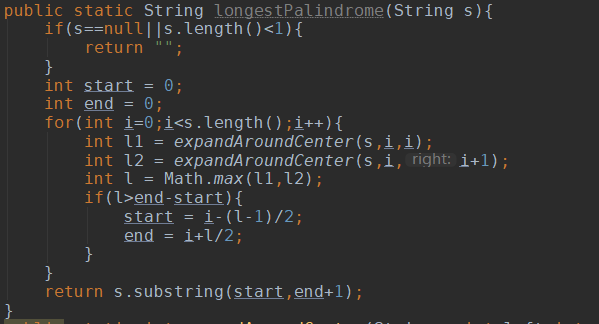 public static String longestPalindrome(String s){
if(s==null||s.length()<1){
return "";
}
int start = 0;
int end = 0;
for(int i=0;i<s.length();i++){
int l1 = expandAroundCenter(s,i,i);
int l2 = expandAroundCenter(s,i, right: i+1);
int l = Math.max(l1,l2);
if(l>end-start){
start = i-(l-1)/2;
end = i+l/2;
}
}
return s.substring(start,end+1);
}